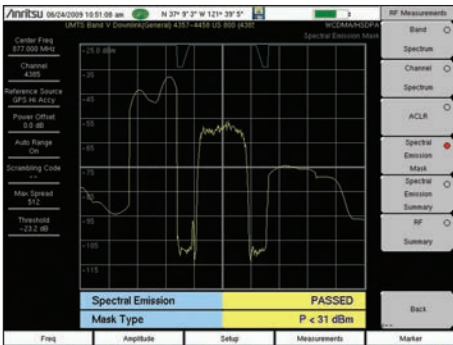 Anritsu 06/24/2009 10:51:08 am N 37° 9' 3" W 121° 39' 5"
RF Measurements
UMTS Band V Downlink(General) 4357-4458 US 800 (4385
WCDMA/HSDPA
Spectral Emission Mask
Center Freq
877.000 MHz
Channel
4385
Reference Source
GPS Hi Accy
Power Offset
0.0 dB
Auto Range
On
Scrambling Code
--
Max Spread
512
Threshold
-23.2 dB
-25.0 dBm
-35
-45
-55
-65
-75
-85
-95
-105
-115
Spectral Emission PASSED
Mask Type P < 31 dBm
Band
Spectrum
Channel
Spectrum
ACLR
Spectral
Emission
Mask
Spectral
Emission
Summary
RF
Summary
Back
Freq Amplitude Setup Measurements Marker